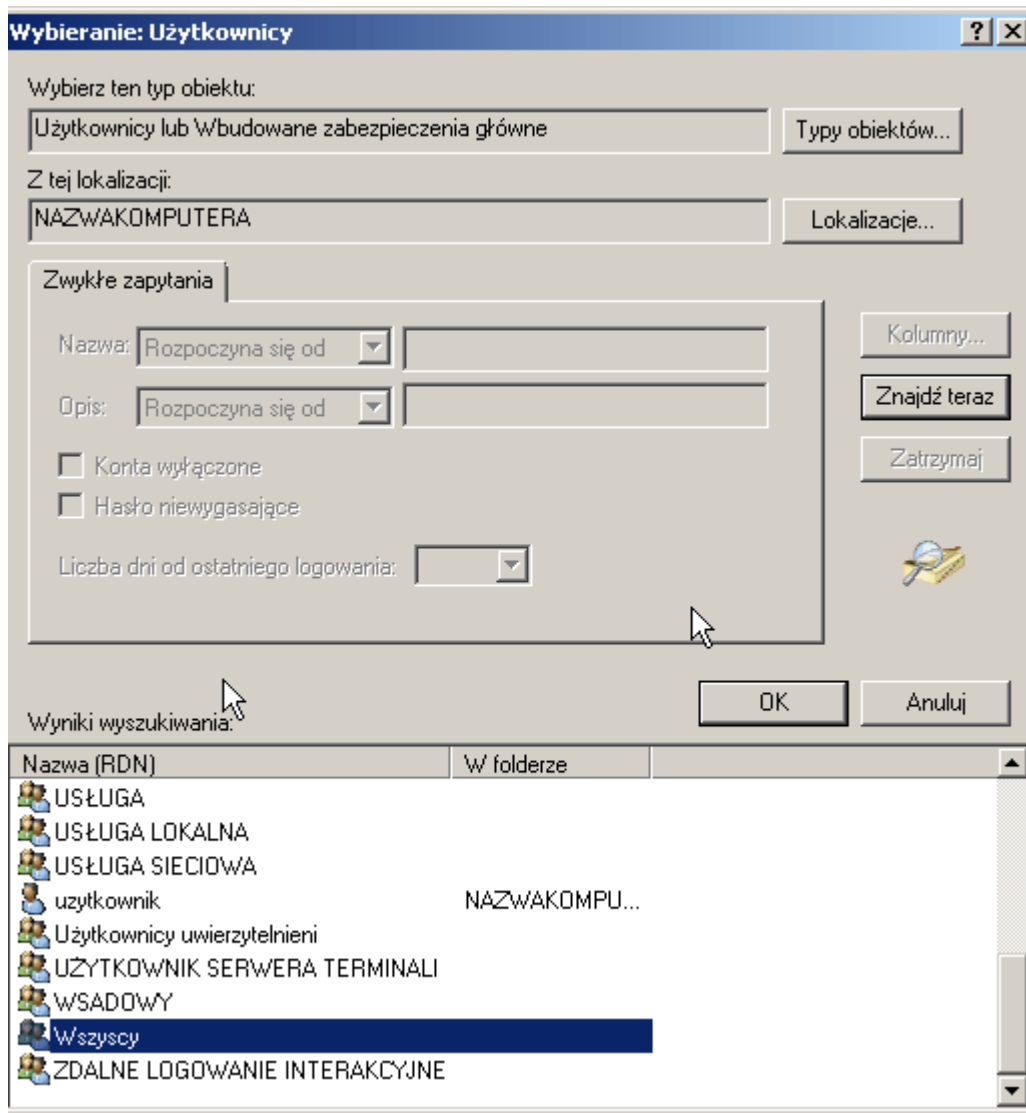 Wybieranie: Użytkownicy
Wybierz ten typ obiektu:
Użytkownicy lub Wbudowane zabezpieczenia główne
Typy obiektów...
Z tej lokalizacji:
NAZWAKOMPUTERA
Lokalizacje...
Zwykłe zapytania
Nazwa: Rozpoczyna się od
Kolumny...
Opis: Rozpoczyna się od
Znajdź teraz
Konta wyłączone
Zatrzymaj
Hasło niewygasające
Liczba dni od ostatniego logowania:
OK Anuluj
Wyniki wyszukiwania:
Nazwa (RDN) W folderze
USŁUGA
USŁUGA LOKALNA
USŁUGA SIECIOWA
uzytkownik NAZWAKOMPU...
Użytkownicy uwierzytelnieni
UŻYTKOWNIK SERWERA TERMINALI
WSADOWY
Wszyscy
ZDALNE LOGOWANIE INTERAKCYJNE